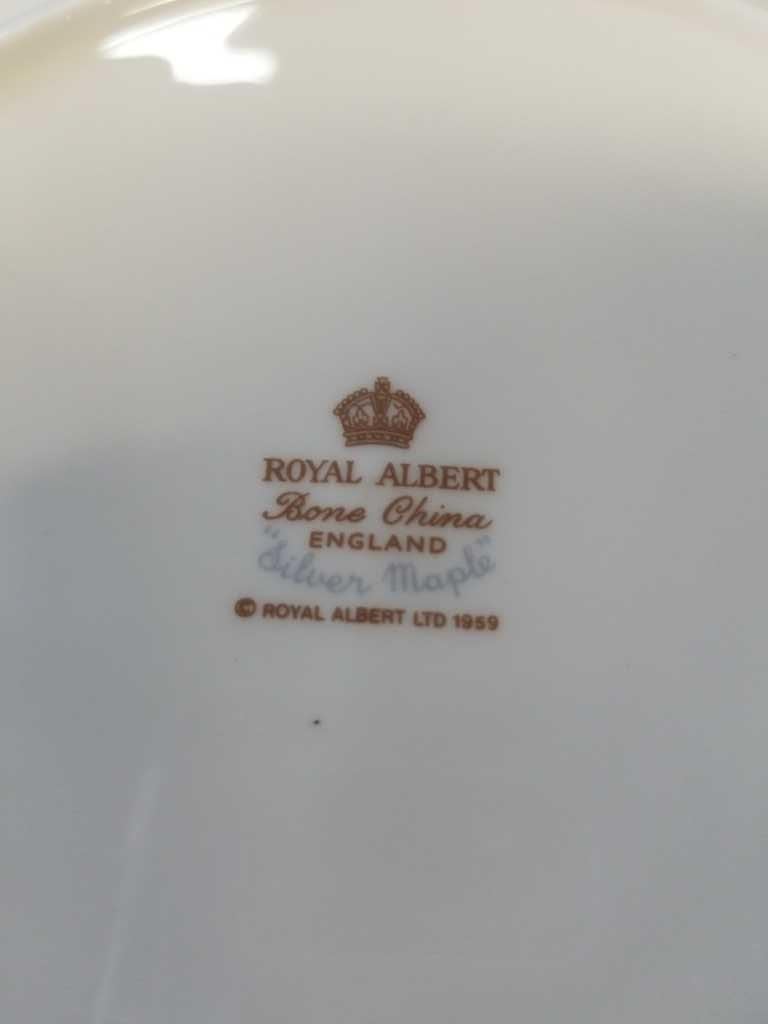 ROYAL ALBERT
Bone China
ENGLAND
"Silver Maple"
© ROYAL ALBERT LTD 1959